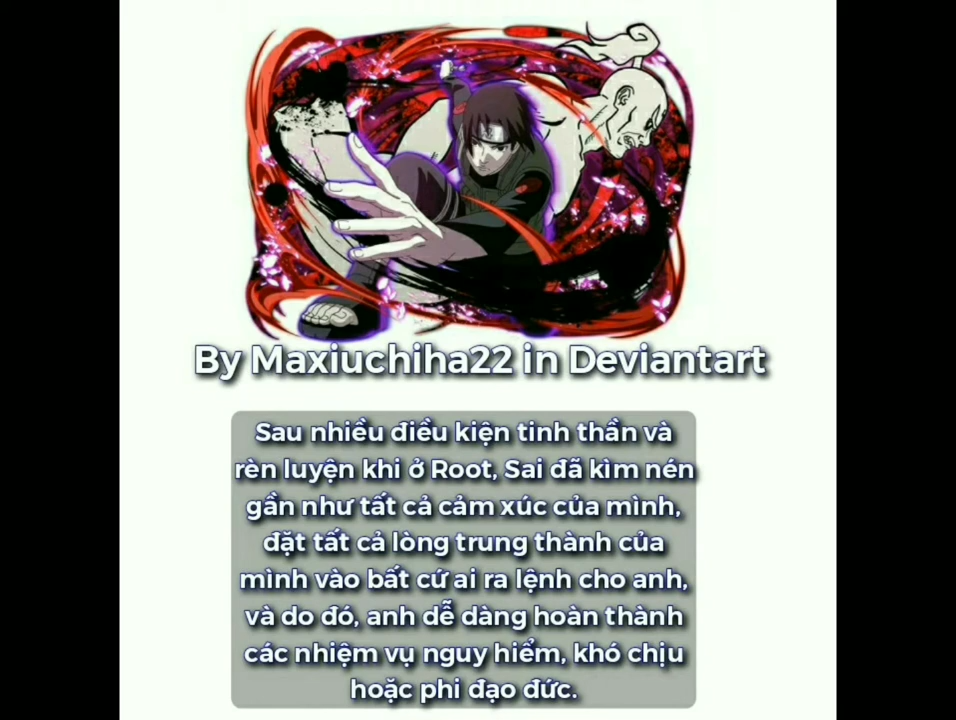 By Maxiuchiha22 in Deviantart
Sau nhiều điều kiện tinh thần và
rèn luyện khi ở Root, Sai đã kìm nén
gần như tất cả cảm xúc của mình,
đặt tất cả lòng trung thành của
mình vào bất cứ ai ra lệnh cho anh,
và do đó, anh dễ dàng hoàn thành
các nhiệm vụ nguy hiểm, khó chịu
hoặc phi đạo đức.